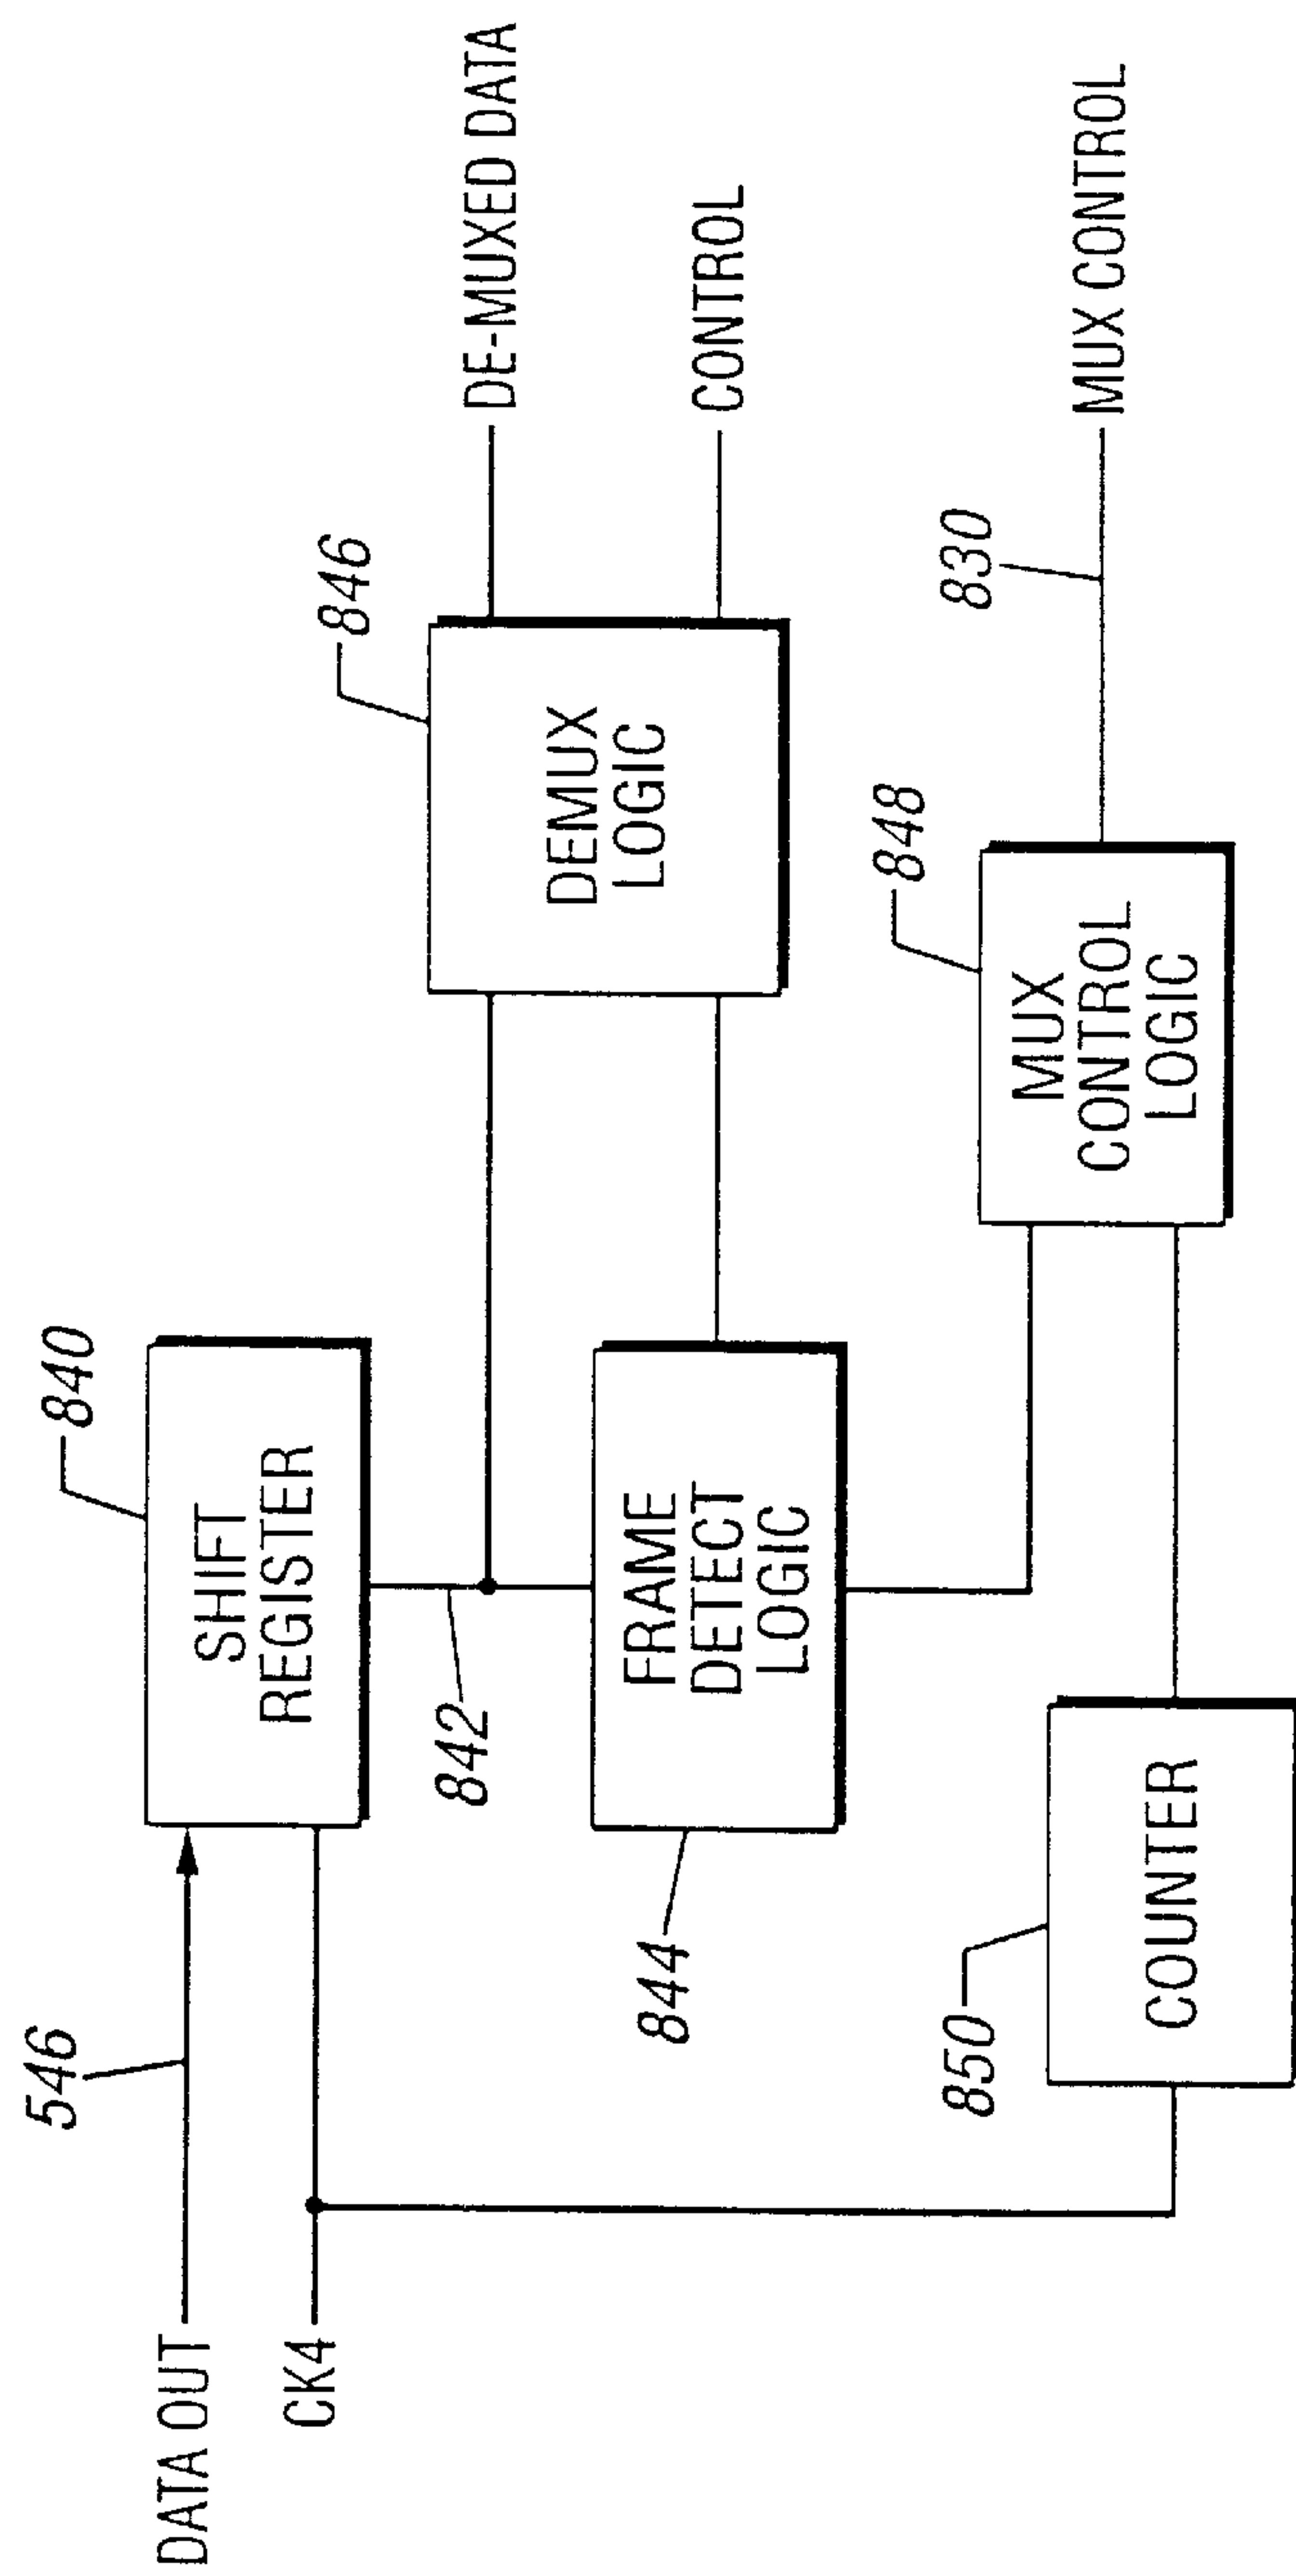 DATA OUT
546
CK4
840
SHIFT
REGISTER
842
846
DEMUX
LOGIC
DE-MUXED DATA
CONTROL
844
FRAME
DETECT
LOGIC
850
COUNTER
848
MUX
CONTROL
LOGIC
830
MUX CONTROL